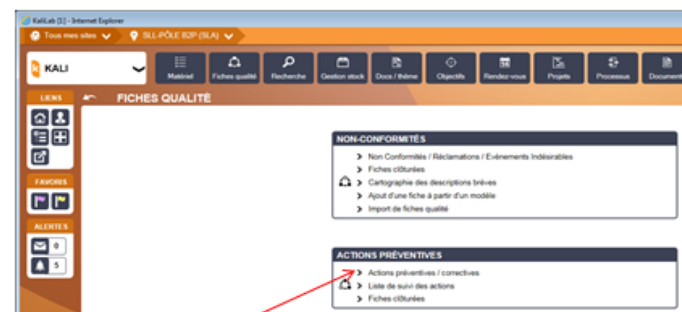 KaliLab [1] - Internet Explorer
Tous mes sites
SLL-PÔLE B2P (SLA)
KALI
Matériel
Fiches qualité
Recherche
Gestion stock
Docs / thème
Objectifs
Rendez-vous
Projets
Processus
Document
LIENS
FICHES QUALITÉ
NON-CONFORMITÉS
Non Conformités / Réclamations / Evènements Indésirables
Fiches clôturées
Cartographie des descriptions brèves
Ajout d'une fiche à partir d'un modèle
Import de fiches qualité
FAVORIS
ALERTES
0
5
ACTIONS PRÉVENTIVES
Actions préventives / correctives
Liste de suivi des actions
Fiches clôturées